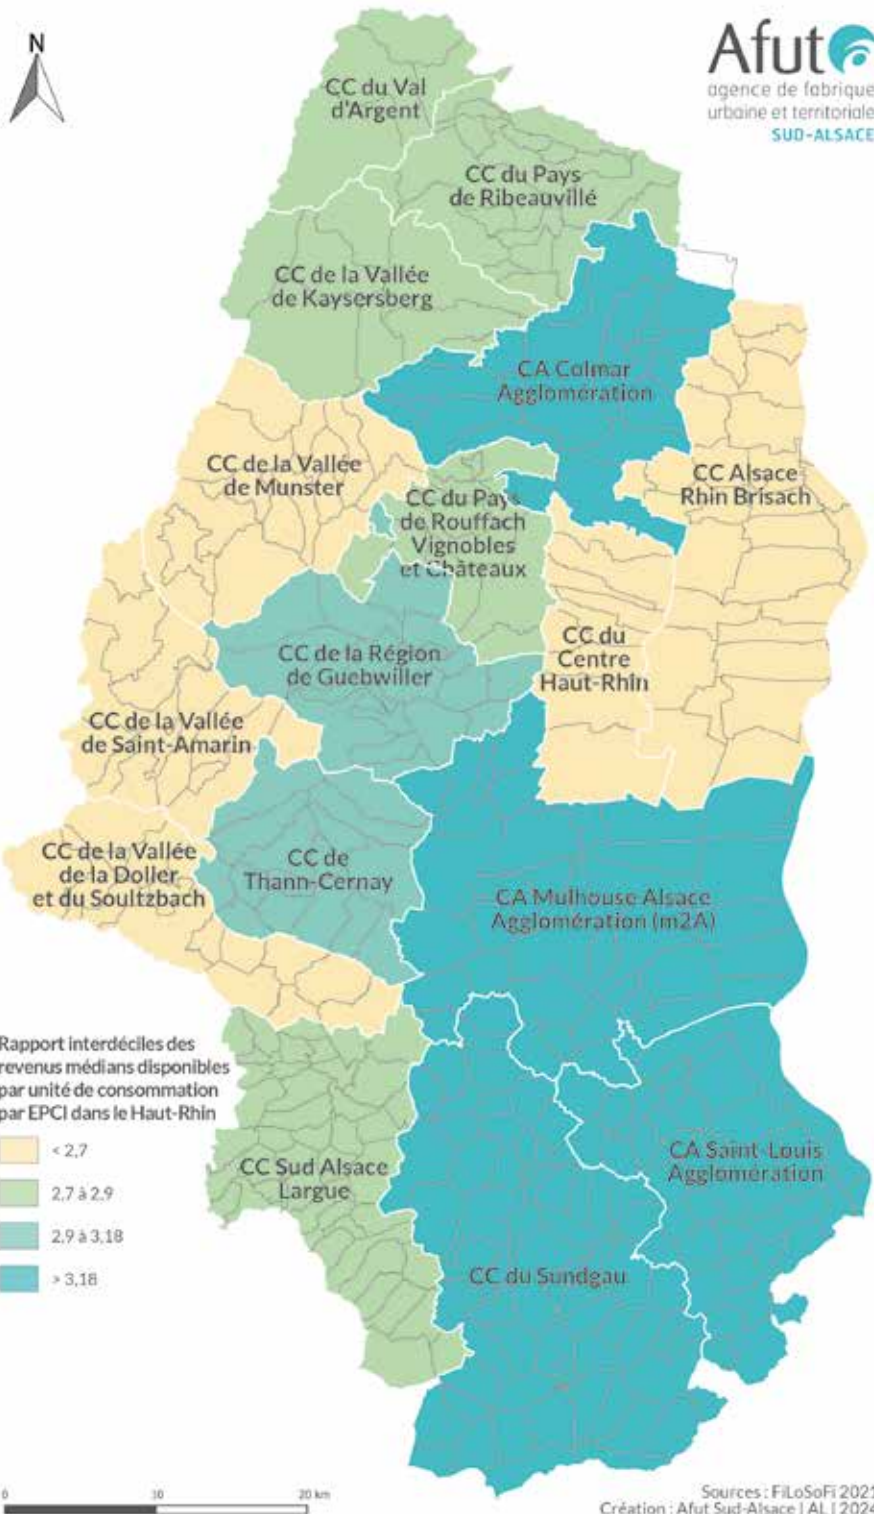 N
Afut
agence de fabrique
urbaine et territoriale
SUD-ALSACE
CC du Val
d'Argent
CC du Pays
de Ribeauvillé
CC de la Vallée
de Kaysersberg
CA Colmar
Agglomération
CC de la Vallée
de Munster
CC Alsace
Rhin Brisach
CC du Pays
de Rouffach
Vignobles
et Châteaux
CC du
Centre
Haut-Rhin
CC de la Région
de Guebwiller
CC de la Vallée
de Saint-Amarin
CC de la Vallée
de la Doller
et du Soultzbach
CC de
Thann-Cernay
CA Mulhouse Alsace
Agglomération (m2A)
Rapport interdéciles des
revenus médians disponibles
par unité de consommation
par EPCI dans le Haut-Rhin
< 2,7
2,7 à 2.9
2,9 à 3,18
> 3,18
CC Sud Alsace
Largue
CA Saint-Louis
Agglomération
CC du Sundgau
0 10 20 km
Sources : FiLoSoFi 2021
Création : Afut Sud-Alsace | AL | 2024